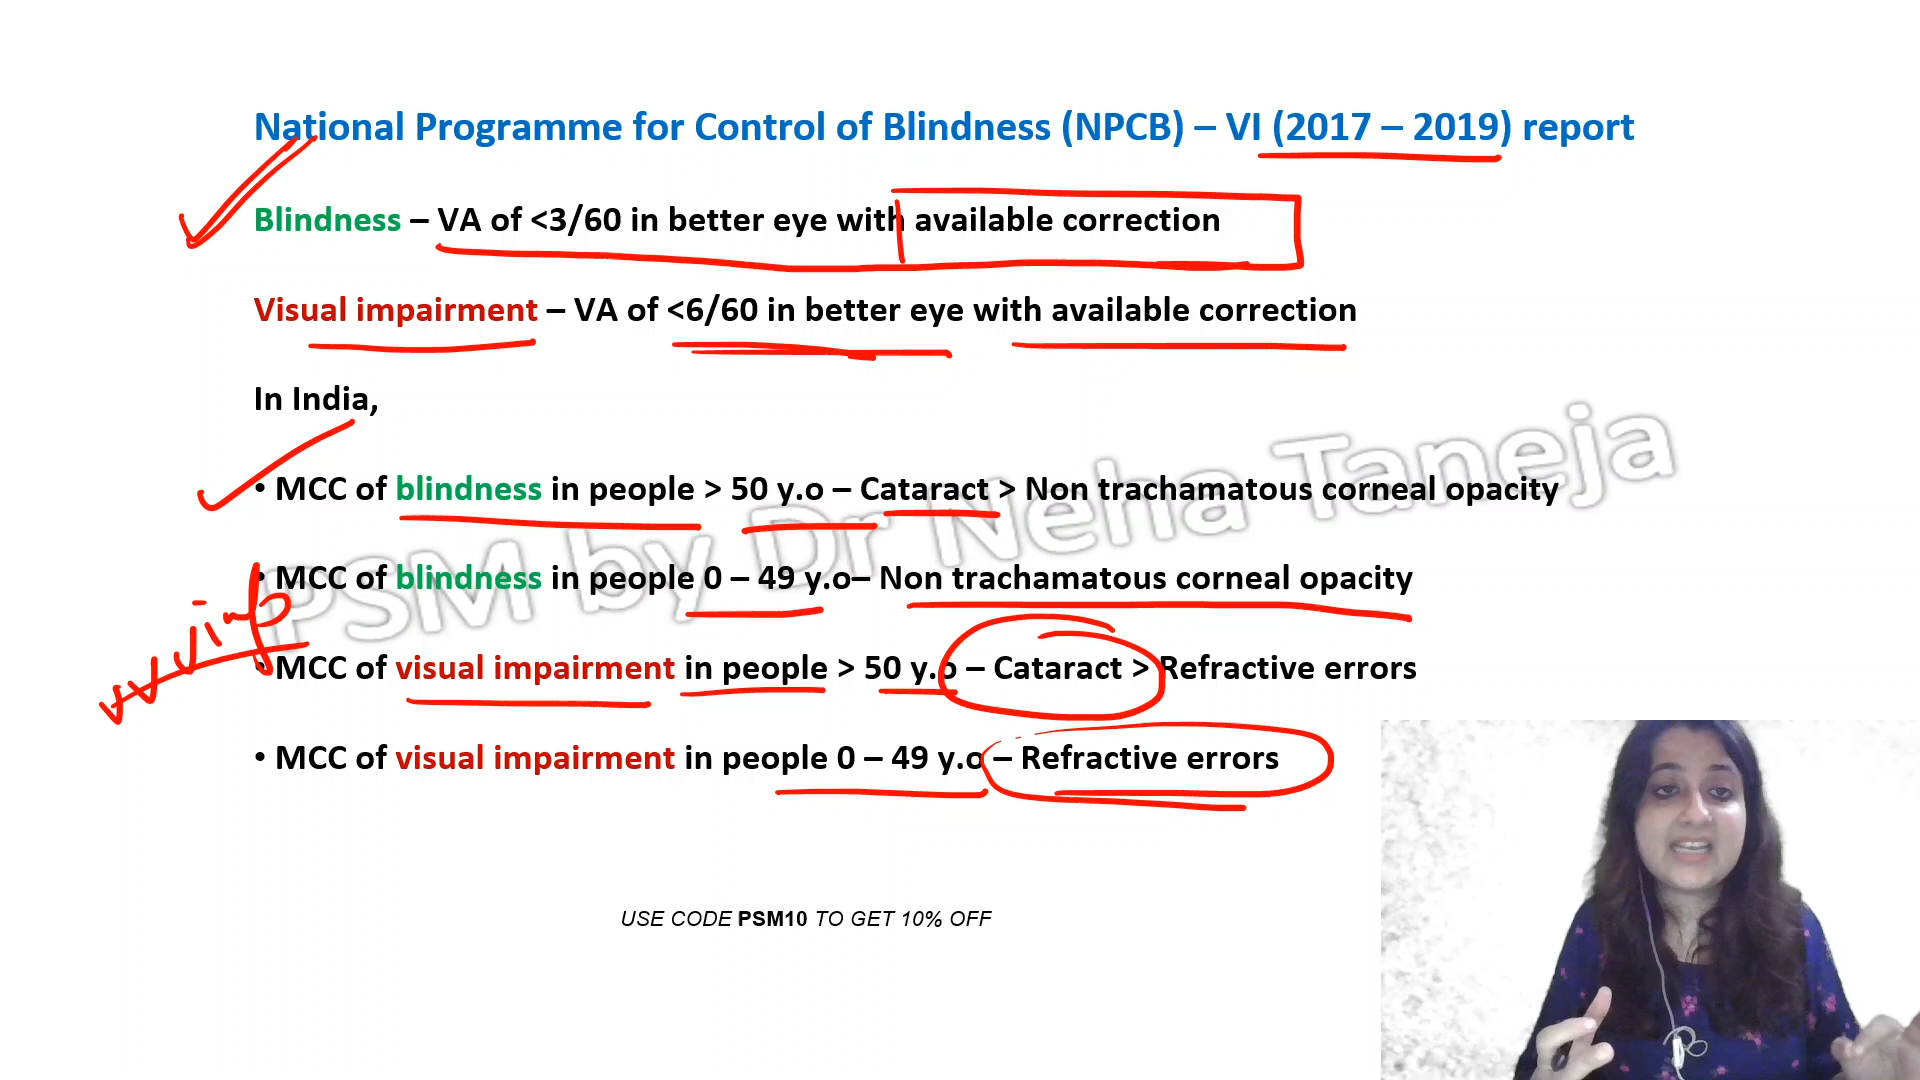 National Programme for Control of Blindness (NPCB) – VI (2017 – 2019) report
Blindness – VA of <3/60 in better eye with available correction
Visual impairment – VA of <6/60 in better eye with available correction
In India,
• MCC of blindness in people > 50 y.o – Cataract > Non trachamatous corneal opacity
• MCC of blindness in people 0 – 49 y.o– Non trachamatous corneal opacity
• MCC of visual impairment in people > 50 y.o – Cataract > Refractive errors
• MCC of visual impairment in people 0 – 49 y.o – Refractive errors
PSM by Dr Neha Taneja
USE CODE PSM10 TO GET 10% OFF